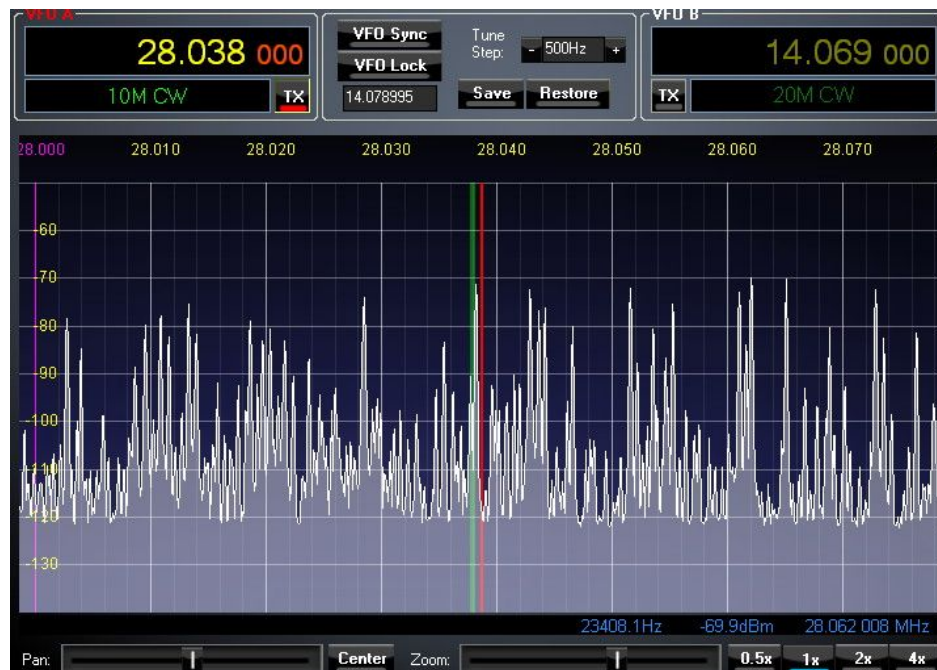 VFO A
28.038 000
10M CW TX
VFO Sync
VFO Lock
14.078995
Tune
Step: - 500Hz +
Save Restore
VFO B
14.069 000
TX 20M CW
28.000 28.010 28.020 28.030 28.040 28.050 28.060 28.070
-60
-70
-80
-90
-100
-110
-120
-130
23408.1Hz -69.9dBm 28.062 008 MHz
Pan: Center Zoom: 0.5x 1x 2x 4x